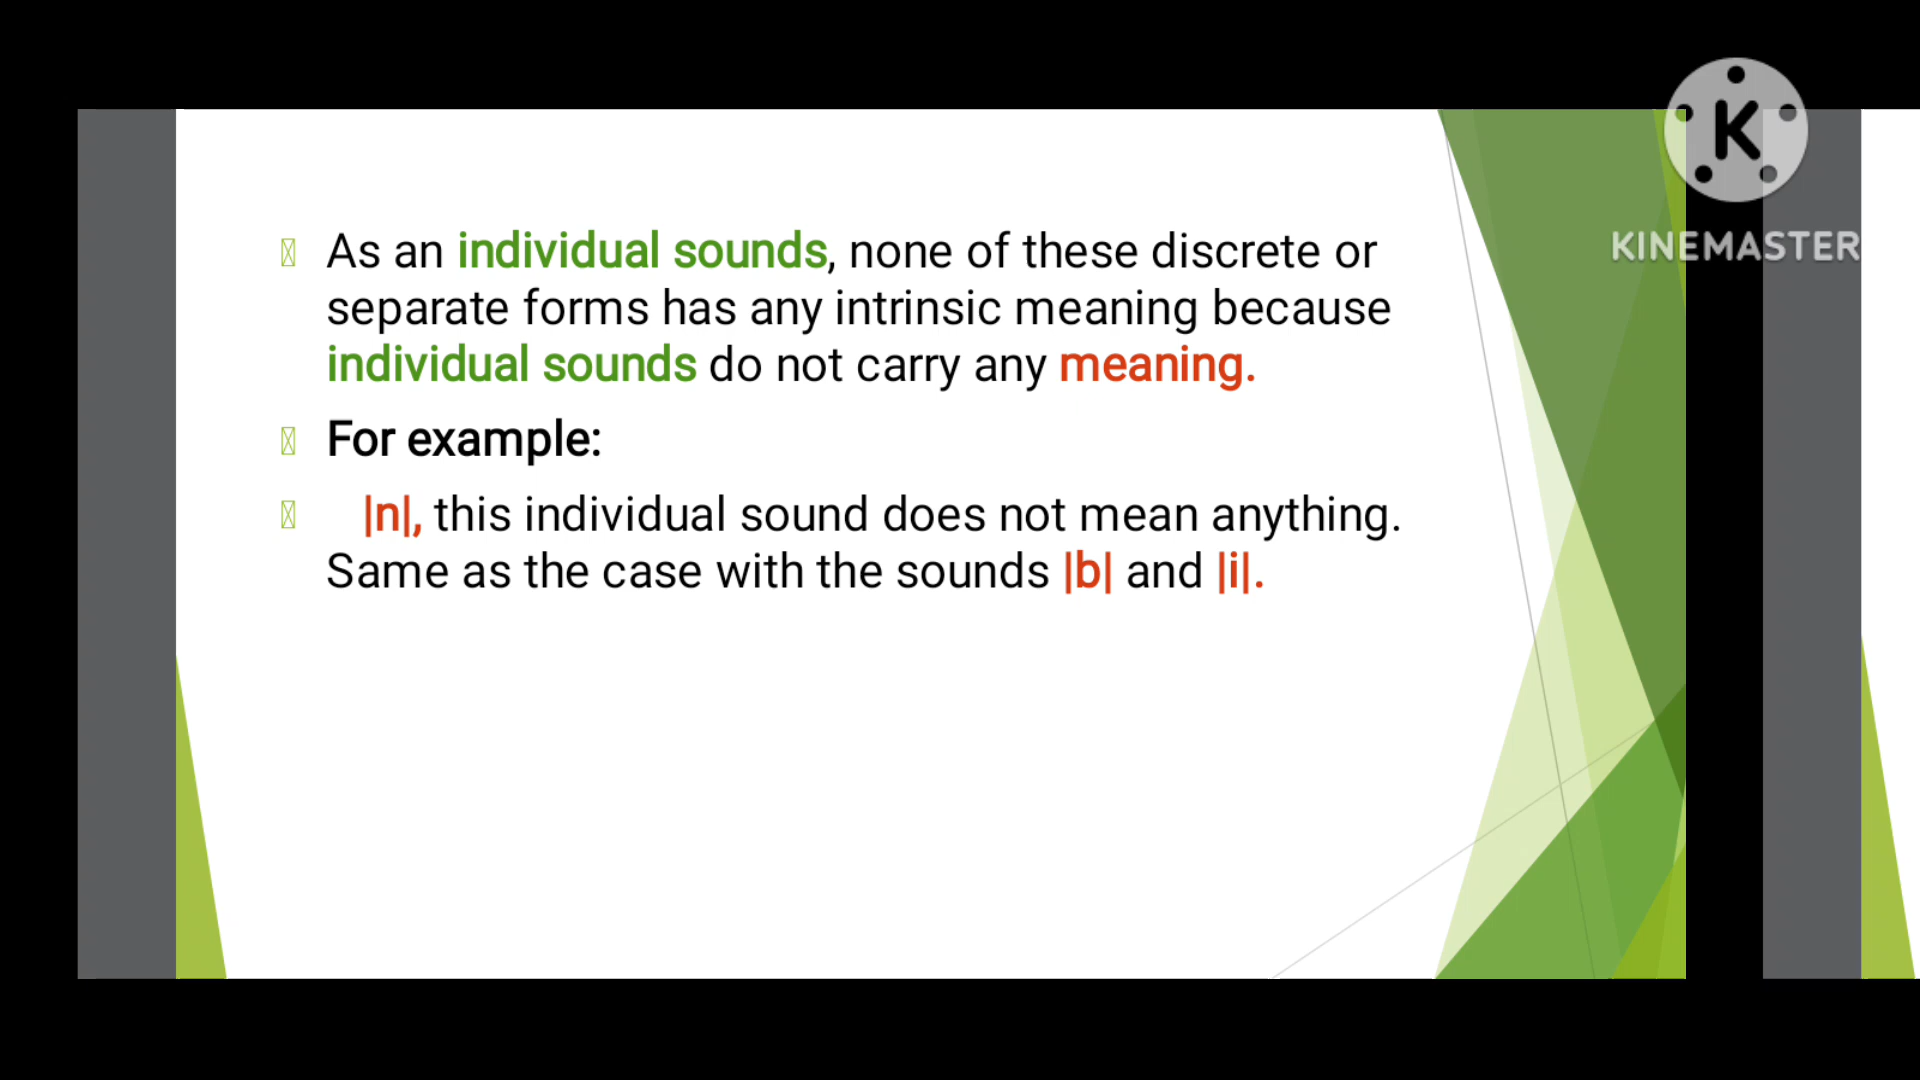 K
KINEMASTER
As an individual sounds, none of these discrete or
separate forms has any intrinsic meaning because
individual sounds do not carry any meaning.
For example:
|n|, this individual sound does not mean anything.
Same as the case with the sounds |b| and |i|.